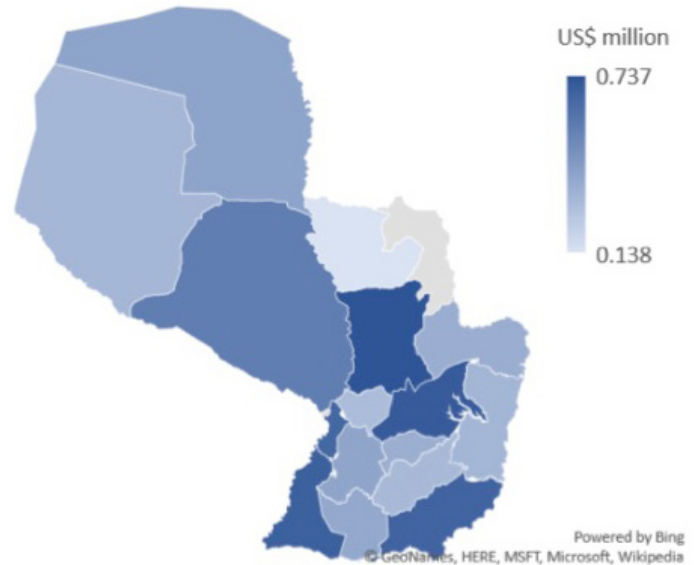 US$ million
0.737
0.138
Powered by Bing
© GeoNames, HERE, MSFT, Microsoft, Wikipedia